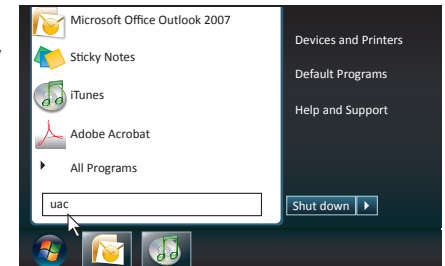 Microsoft Office Outlook 2007
Sticky Notes
iTunes
Adobe Acrobat
All Programs
uac
Devices and Printers
Default Programs
Help and Support
Shut down